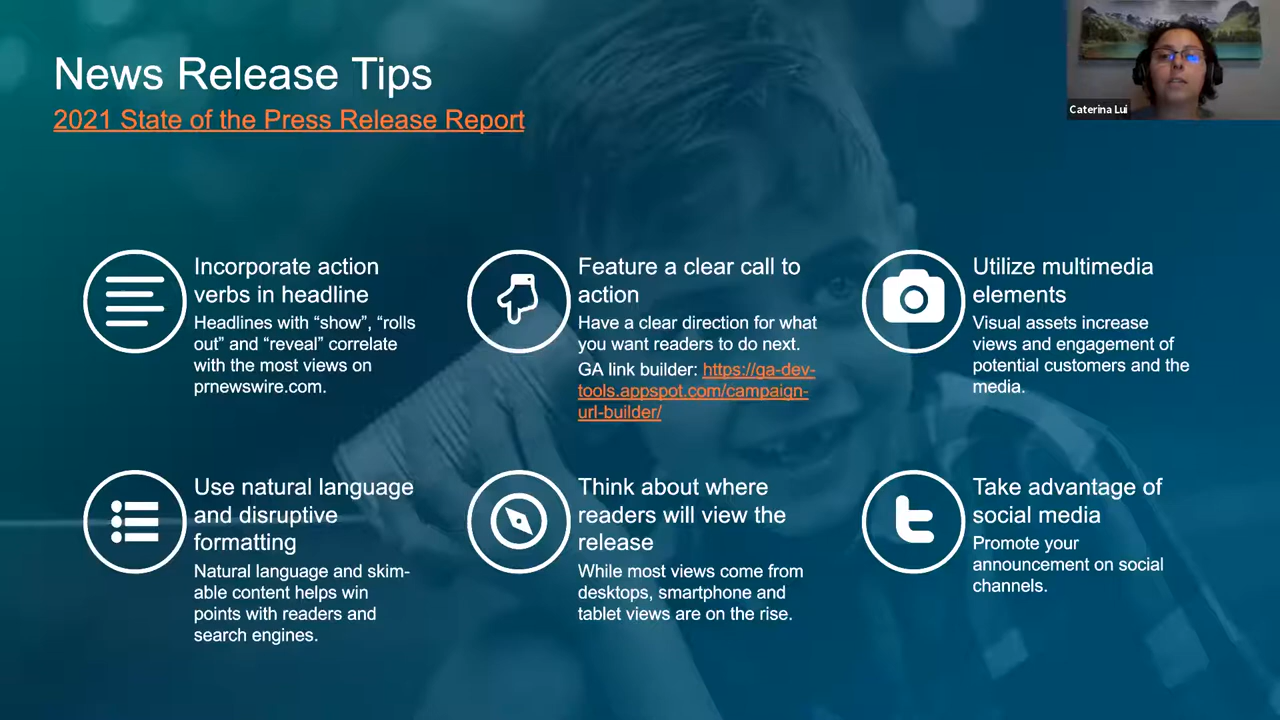 News Release Tips
2021 State of the Press Release Report
Caterina Lui
Incorporate action
verbs in headline
Headlines with “show”, “rolls
out” and “reveal” correlate
with the most views on
prnewswire.com.
Feature a clear call to
action
Have a clear direction for what
you want readers to do next.
GA link builder: https://ga-dev-
tools.appspot.com/campaign-
url-builder/
Utilize multimedia
elements
Visual assets increase
views and engagement of
potential customers and the
media.
Use natural language
and disruptive
formatting
Natural language and skim-
able content helps win
points with readers and
search engines.
Think about where
readers will view the
release
While most views come from
desktops, smartphone and
tablet views are on the rise.
Take advantage of
social media
Promote your
announcement on social
channels.